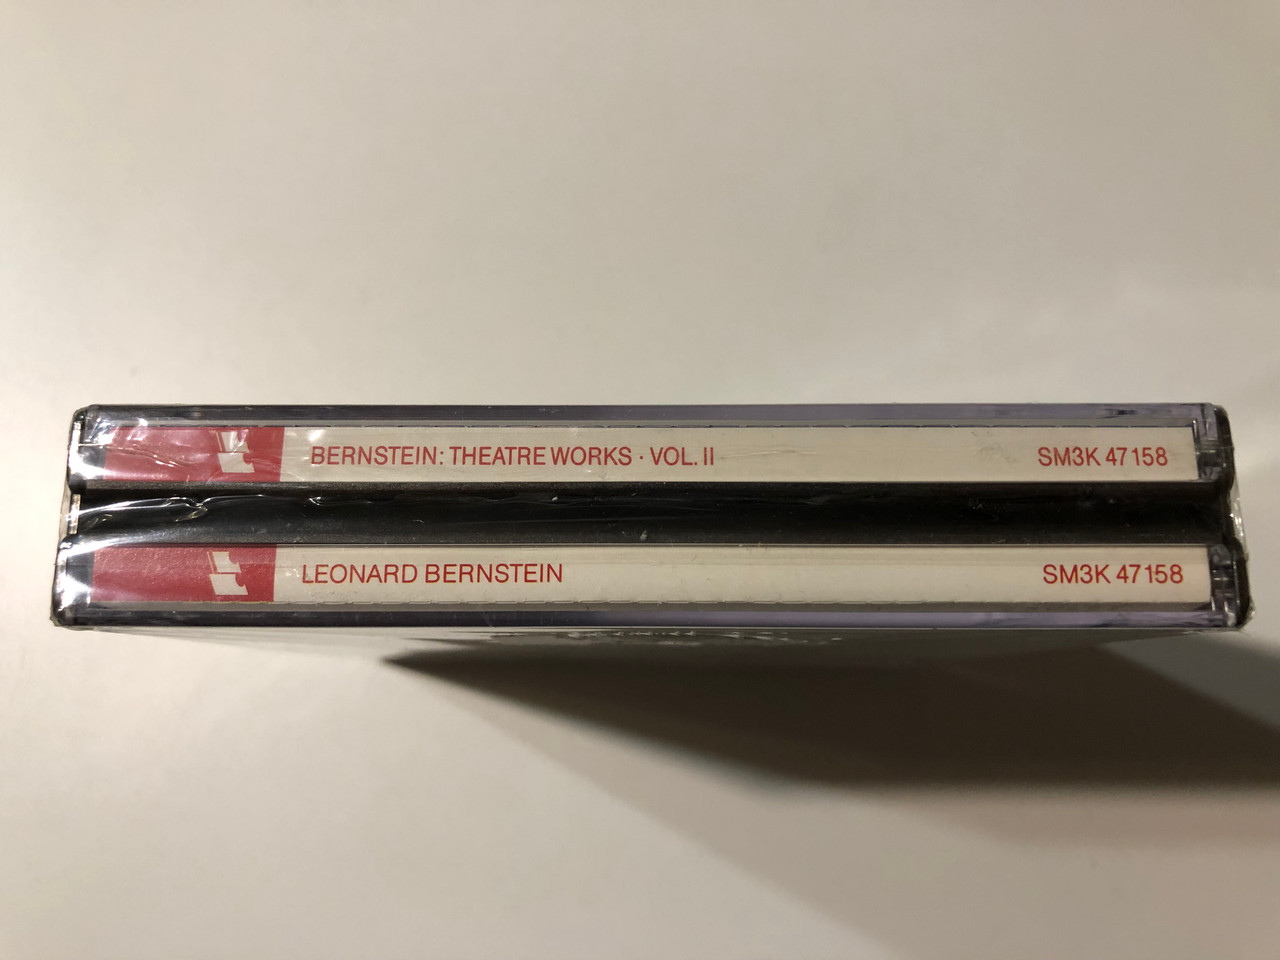 BERNSTEIN: THEATRE WORKS · VOL. II SM3K 47158
LEONARD BERNSTEIN SM3K 47158